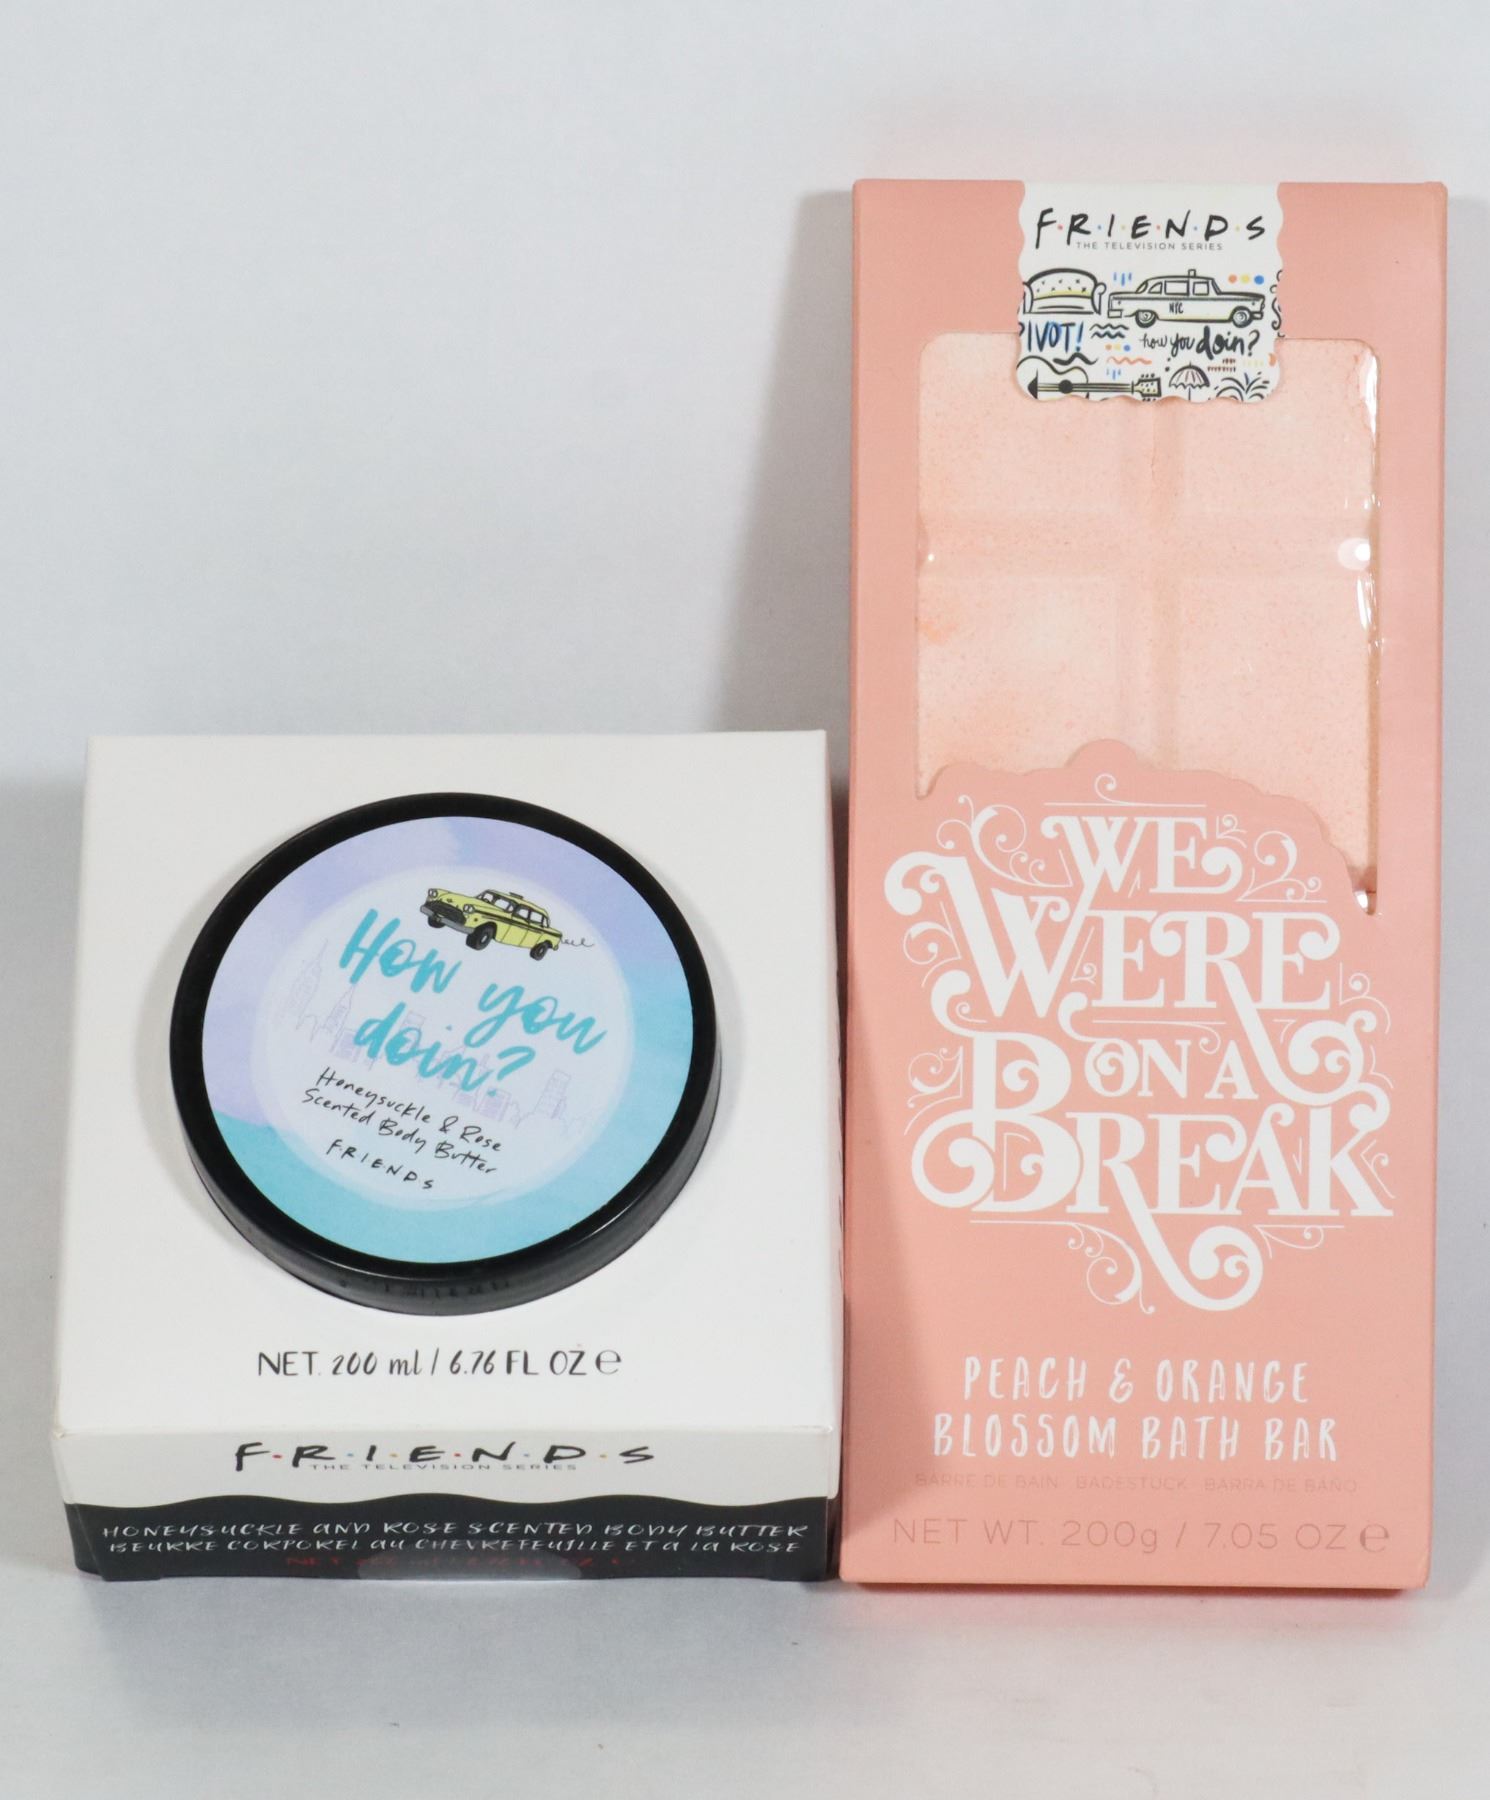 How you
doin?
Honeysuckle & Rose
Scented Body Butter
FRIENDS
NET. 200 ml / 6.76 FL OZ ℮
F·R·I·E·N·D·S
THE TELEVISION SERIES
HONEYSUCKLE AND ROSE SCENTED BODY BUTTER
BEURRE CORPOREL AU CHEVREFEUILLE ET A LA ROSE
F·R·I·E·N·D·S
THE TELEVISION SERIES
NYC
PIVOT!
how you doin?
WE
WERE
ON A
BREAK
PEACH & ORANGE
BLOSSOM BATH BAR
BARRE DE BAIN · BADESTÜCK · BARRA DE BAÑO
NET WT. 200g / 7.05 OZ ℮